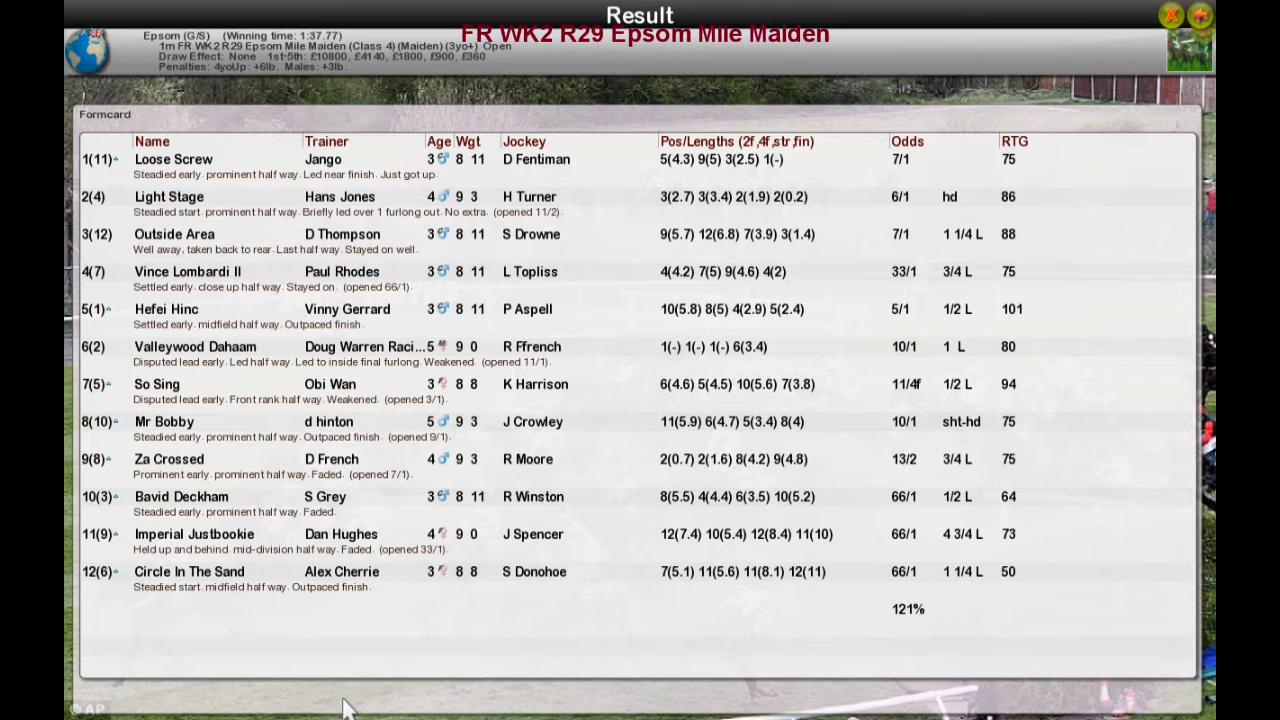 Result
FR WK2 R29 Epsom Mile Maiden
Epsom (G/S) (Winning time: 1:37.77)
1m FR WK2 R29 Epsom Mile Maiden (Class 4) (Maiden) (3yo+) Open
Draw Effect: None 1st-5th: £10800, £4140, £1800, £900, £360
Penalties: 4yoUp: +6lb. Males: +3lb.
Formcard
Name Trainer Age Wgt Jockey Pos/Lengths (2f,4f,str,fin) Odds RTG
1(11) Loose Screw Jango 3 8 11 D Fentiman 5(4.3) 9(5) 3(2.5) 1(-) 7/1 75
Steadied early. prominent half way. Led near finish. Just got up.
2(4) Light Stage Hans Jones 4 9 3 H Turner 3(2.7) 3(3.4) 2(1.9) 2(0.2) 6/1 hd 86
Steadied start. prominent half way. Briefly led over 1 furlong out. No extra. (opened 11/2).
3(12) Outside Area D Thompson 3 8 11 S Drowne 9(5.7) 12(6.8) 7(3.9) 3(1.4) 7/1 1 1/4 L 88
Well away, taken back to rear. Last half way. Stayed on well.
4(7) Vince Lombardi II Paul Rhodes 3 8 11 L Topliss 4(4.2) 7(5) 9(4.6) 4(2) 33/1 3/4 L 75
Settled early. close up half way. Stayed on. (opened 66/1).
5(1) Hefei Hinc Vinny Gerrard 3 8 11 P Aspell 10(5.8) 8(5) 4(2.9) 5(2.4) 5/1 1/2 L 101
Settled early. midfield half way. Outpaced finish.
6(2) Valleywood Dahaam Doug Warren Raci... 5 9 0 R Ffrench 1(-) 1(-) 1(-) 6(3.4) 10/1 1 L 80
Disputed lead early. Led half way. Led to inside final furlong. Weakened. (opened 11/1).
7(5) So Sing Obi Wan 3 8 8 K Harrison 6(4.6) 5(4.5) 10(5.6) 7(3.8) 11/4f 1/2 L 94
Disputed lead early. Front rank half way. Weakened. (opened 3/1).
8(10) Mr Bobby d hinton 5 9 3 J Crowley 11(5.9) 6(4.7) 5(3.4) 8(4) 10/1 sht-hd 75
Steadied early. prominent half way. Outpaced finish. (opened 9/1).
9(8) Za Crossed D French 4 9 3 R Moore 2(0.7) 2(1.6) 8(4.2) 9(4.8) 13/2 3/4 L 75
Prominent early. prominent half way. Faded. (opened 7/1).
10(3) Bavid Deckham S Grey 3 8 11 R Winston 8(5.5) 4(4.4) 6(3.5) 10(5.2) 66/1 1/2 L 64
Steadied early. prominent half way. Faded.
11(9) Imperial Justbookie Dan Hughes 4 9 0 J Spencer 12(7.4) 10(5.4) 12(8.4) 11(10) 66/1 4 3/4 L 73
Held up and behind. mid-division half way. Faded. (opened 33/1).
12(6) Circle In The Sand Alex Cherrie 3 8 8 S Donohoe 7(5.1) 11(5.6) 11(8.1) 12(11) 66/1 1 1/4 L 50
Steadied start. midfield half way. Outpaced finish.
121%
© AP